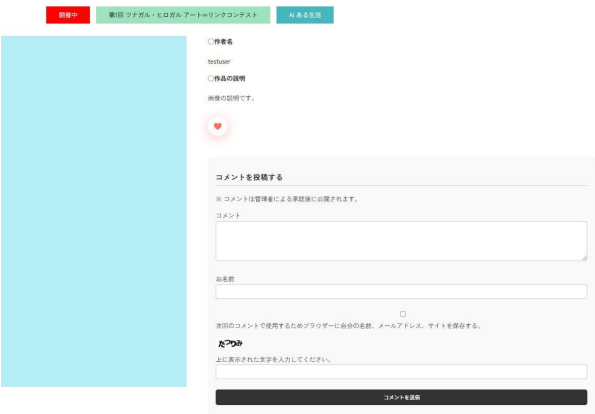 開催中
第1回 ツナガル・ヒロガル アート∞リンクコンテスト
AI ある生活
〇作者名
testuser
〇作品の説明
画像の説明です。
コメントを投稿する
※ コメントは管理者による承認後に公開されます。
コメント
お名前
次回のコメントで使用するためブラウザーに自分の名前、メールアドレス、サイトを保存する。
たつりみ
上に表示された文字を入力してください。
コメントを送信